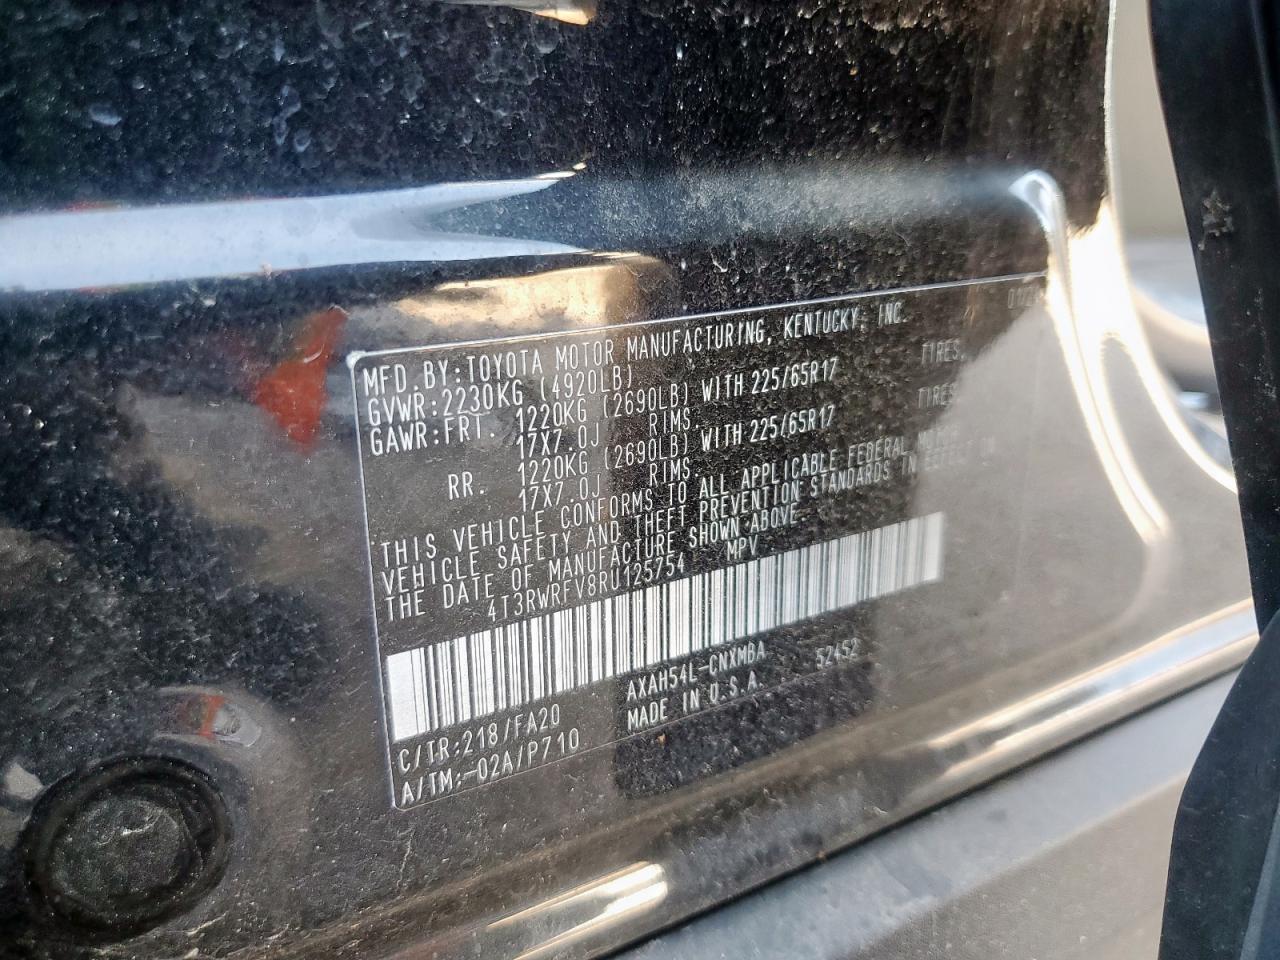 MFD.BY:TOYOTA MOTOR MANUFACTURING, KENTUCKY, INC.
GVWR:2230KG (4920LB)
GAWR:FRT. 1220KG (2690LB) WITH 225/65R17 TIRES,
17X7.0J RIMS.
RR. 1220KG (2690LB) WITH 225/65R17 TIRES
17X7.0J RIMS
THIS VEHICLE CONFORMS TO ALL APPLICABLE FEDERAL MOTOR
VEHICLE SAFETY AND THEFT PREVENTION STANDARDS IN EFFECT ON
THE DATE OF MANUFACTURE SHOWN ABOVE.
4T3RWRFV8RU125754 MPV
C/TR:218/FA20 AXAH54L-CNXMBA 52452
A/TM:-02A/P710 MADE IN U.S.A.